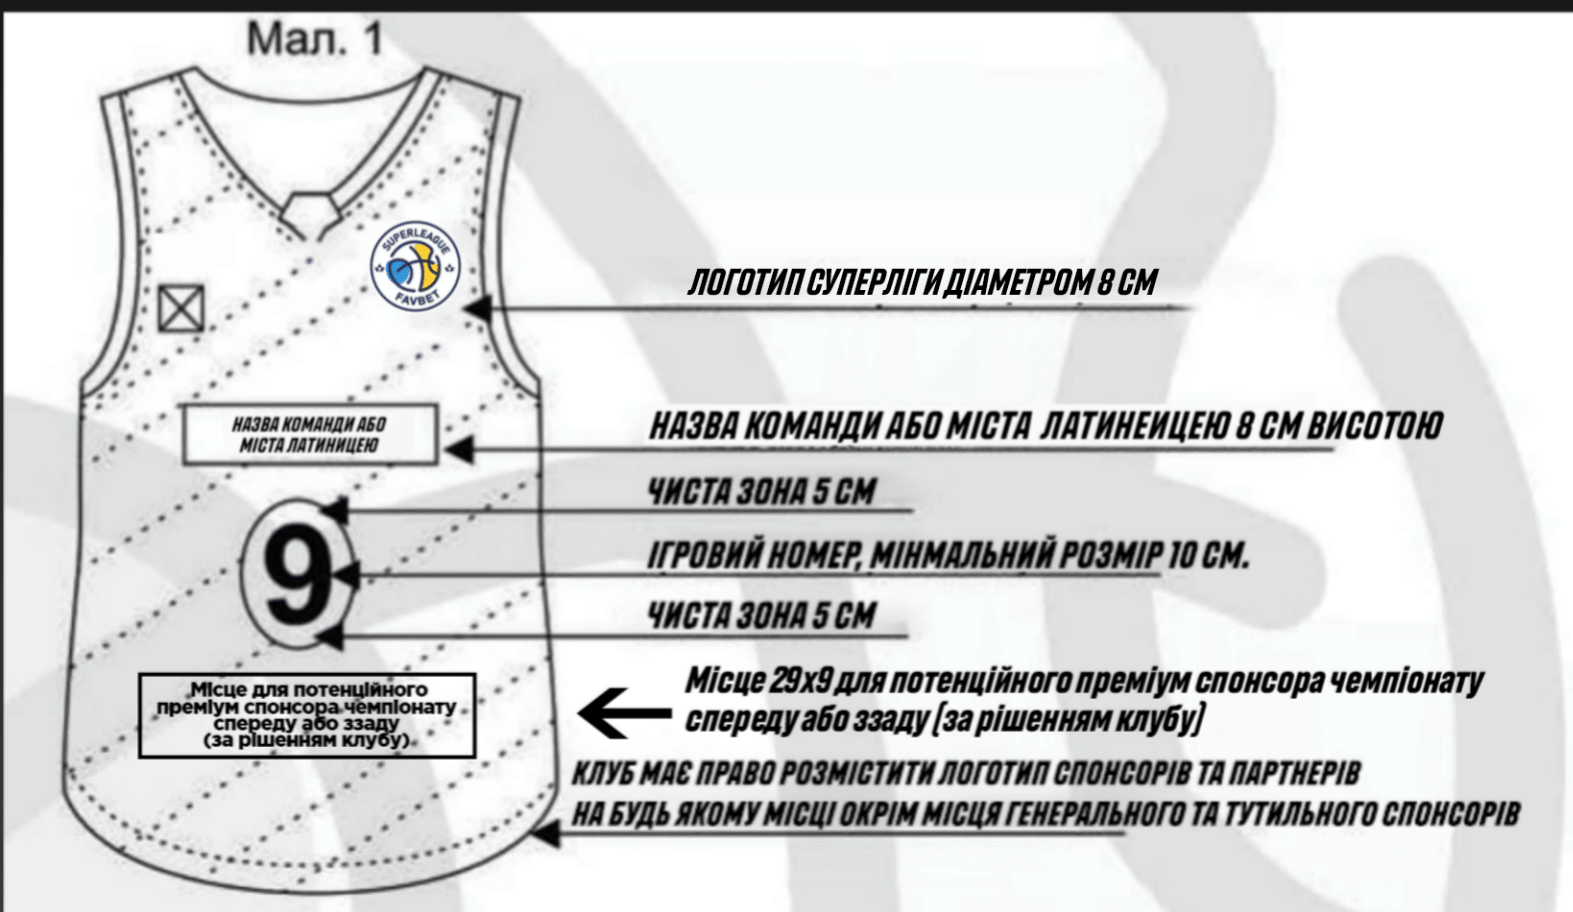 Мал. 1
SUPERLEAGUE
FAVBET
ЛОГОТИП СУПЕРЛІГИ ДІАМЕТРОМ 8 СМ
НАЗВА КОМАНДИ АБО
МІСТА ЛАТИНИЦЕЮ
НАЗВА КОМАНДИ АБО МІСТА ЛАТИНЕИЦЕЮ 8 СМ ВИСОТОЮ
ЧИСТА ЗОНА 5 СМ
9
ІГРОВИЙ НОМЕР, МІНМАЛЬНИЙ РОЗМІР 10 СМ.
ЧИСТА ЗОНА 5 СМ
Місце для потенційного
преміум спонсора чемпіонату
спереду або ззаду
(за рішенням клубу)
Місце 29х9 для потенційного преміум спонсора чемпіонату
спереду або ззаду (за рішенням клубу)
КЛУБ МАЄ ПРАВО РОЗМІСТИТИ ЛОГОТИП СПОНСОРІВ ТА ПАРТНЕРІВ
НА БУДЬ ЯКОМУ МІСЦІ ОКРІМ МІСЦЯ ГЕНЕРАЛЬНОГО ТА ТУТИЛЬНОГО СПОНСОРІВ